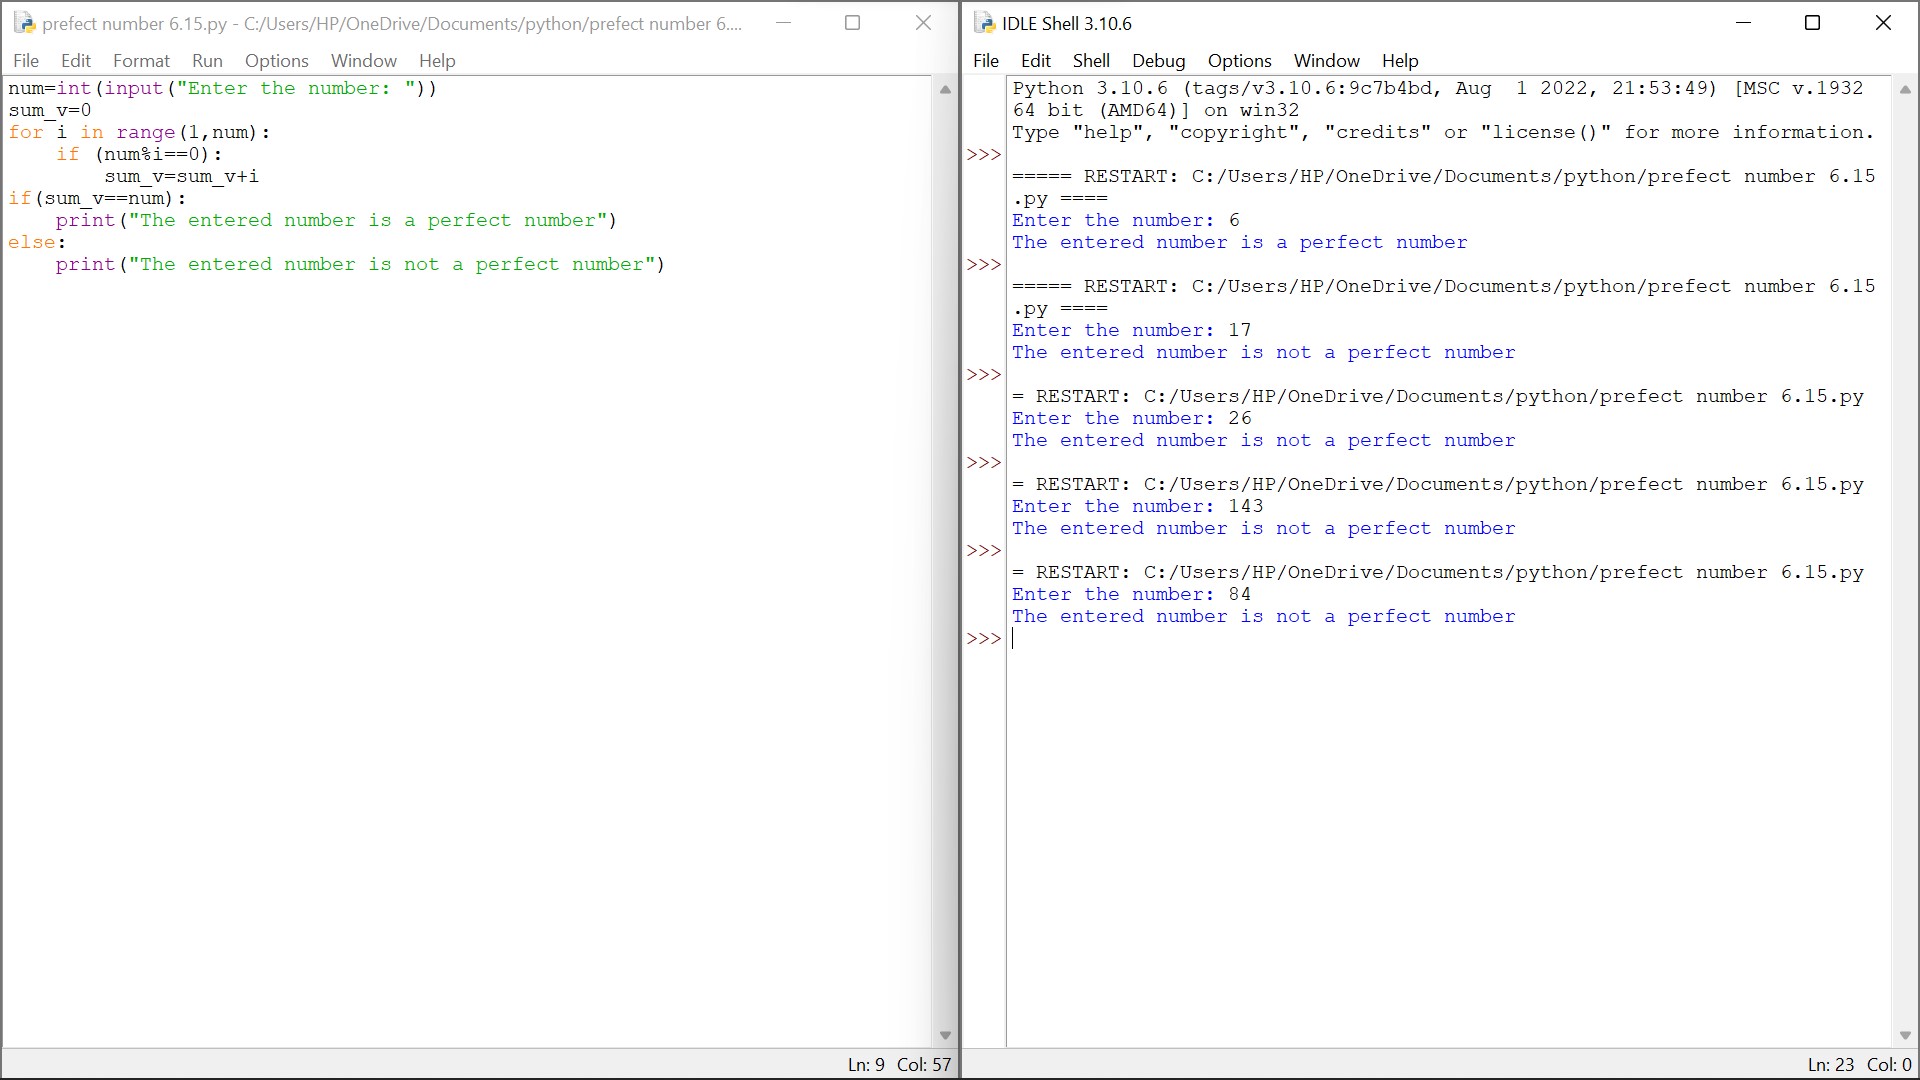 prefect number 6.15.py - C:/Users/HP/OneDrive/Documents/python/prefect number 6....
File Edit Format Run Options Window Help
num=int(input("Enter the number: "))
sum_v=0
for i in range(1,num):
    if (num%i==0):
        sum_v=sum_v+i
if(sum_v==num):
    print("The entered number is a perfect number")
else:
    print("The entered number is not a perfect number")
Ln: 9 Col: 57
IDLE Shell 3.10.6
File Edit Shell Debug Options Window Help
Python 3.10.6 (tags/v3.10.6:9c7b4bd, Aug  1 2022, 21:53:49) [MSC v.1932
64 bit (AMD64)] on win32
Type "help", "copyright", "credits" or "license()" for more information.
>>>
===== RESTART: C:/Users/HP/OneDrive/Documents/python/prefect number 6.15
.py ====
Enter the number: 6
The entered number is a perfect number
>>>
===== RESTART: C:/Users/HP/OneDrive/Documents/python/prefect number 6.15
.py ====
Enter the number: 17
The entered number is not a perfect number
>>>
= RESTART: C:/Users/HP/OneDrive/Documents/python/prefect number 6.15.py
Enter the number: 26
The entered number is not a perfect number
>>>
= RESTART: C:/Users/HP/OneDrive/Documents/python/prefect number 6.15.py
Enter the number: 143
The entered number is not a perfect number
>>>
= RESTART: C:/Users/HP/OneDrive/Documents/python/prefect number 6.15.py
Enter the number: 84
The entered number is not a perfect number
>>>
Ln: 23 Col: 0